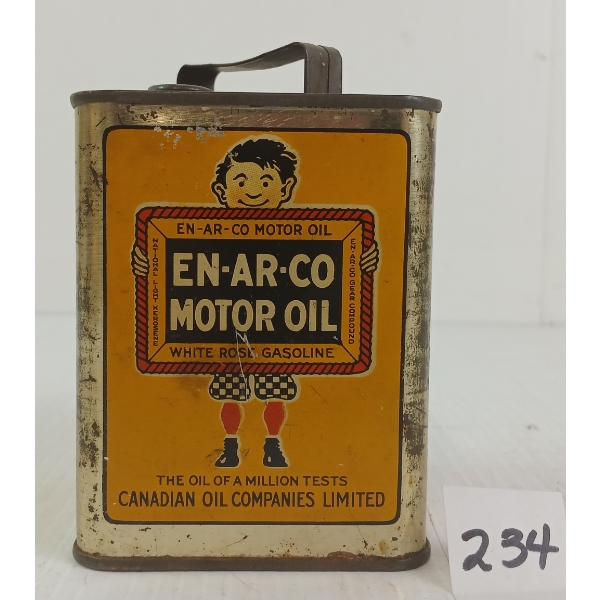 EN-AR-CO MOTOR OIL
NATIONAL LIGHT KEROSENE
EN-AR-CO
MOTOR OIL
EN-AR-CO GEAR COMPOUND
WHITE ROSE GASOLINE
THE OIL OF A MILLION TESTS
CANADIAN OIL COMPANIES LIMITED
234